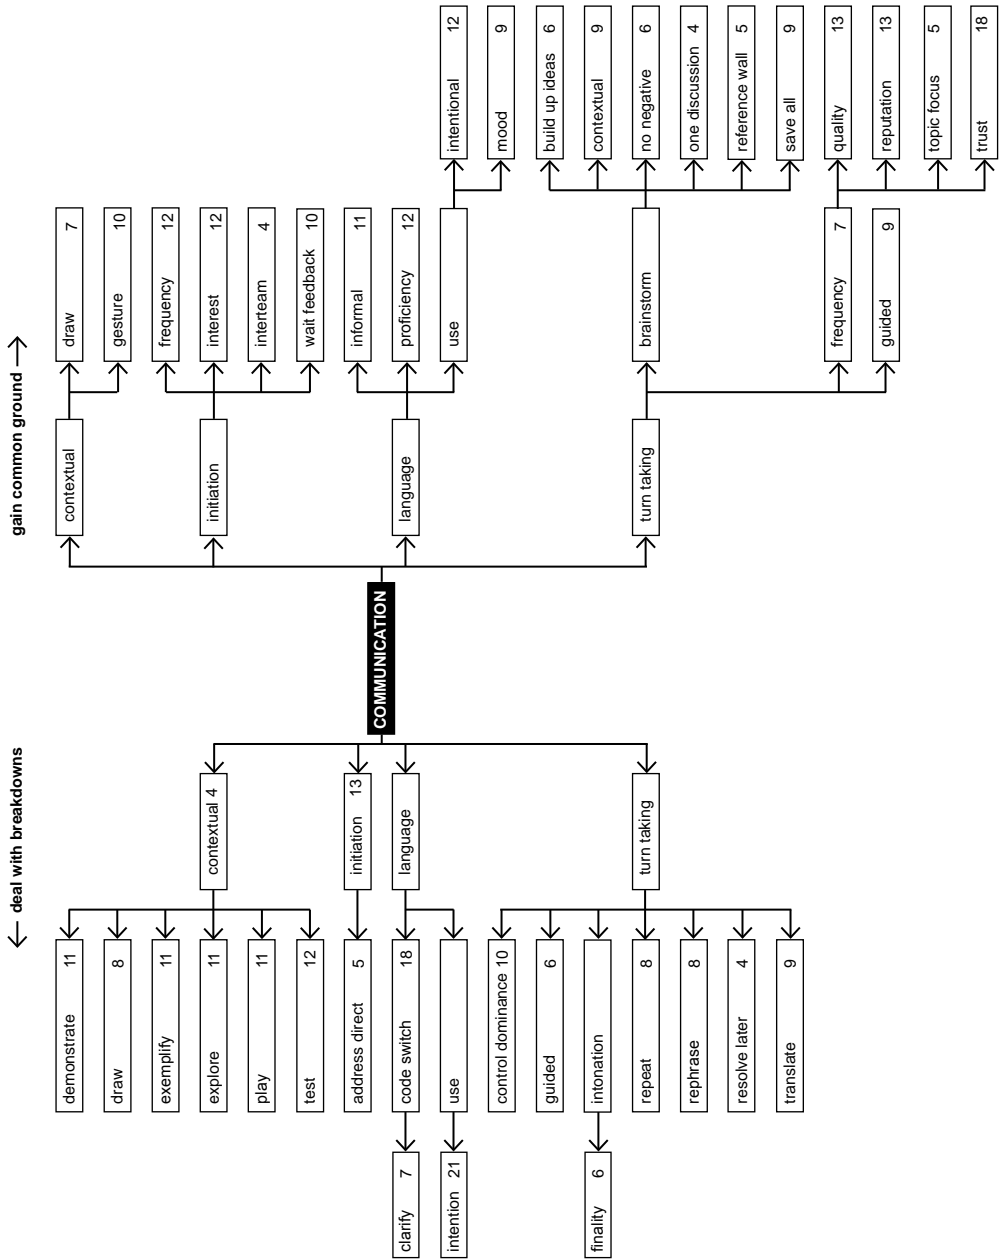 ← deal with breakdowns
gain common ground →
COMMUNICATION
contextual 4
demonstrate 11
draw 8
exemplify 11
explore 11
play 11
test 12
initiation 13
address direct 5
language
code switch 18
clarify 7
use
intention 21
turn taking
control dominance 10
guided 6
intonation
finality 6
repeat 8
rephrase 8
resolve later 4
translate 9
contextual
draw 7
gesture 10
initiation
frequency 12
interest 12
interteam 4
wait feedback 10
language
informal 11
proficiency 12
use
intentional 12
mood 9
turn taking
brainstorm
build up ideas 6
contextual 9
no negative 6
one discussion 4
reference wall 5
save all 9
frequency 7
quality 13
reputation 13
topic focus 5
trust 18
guided 9